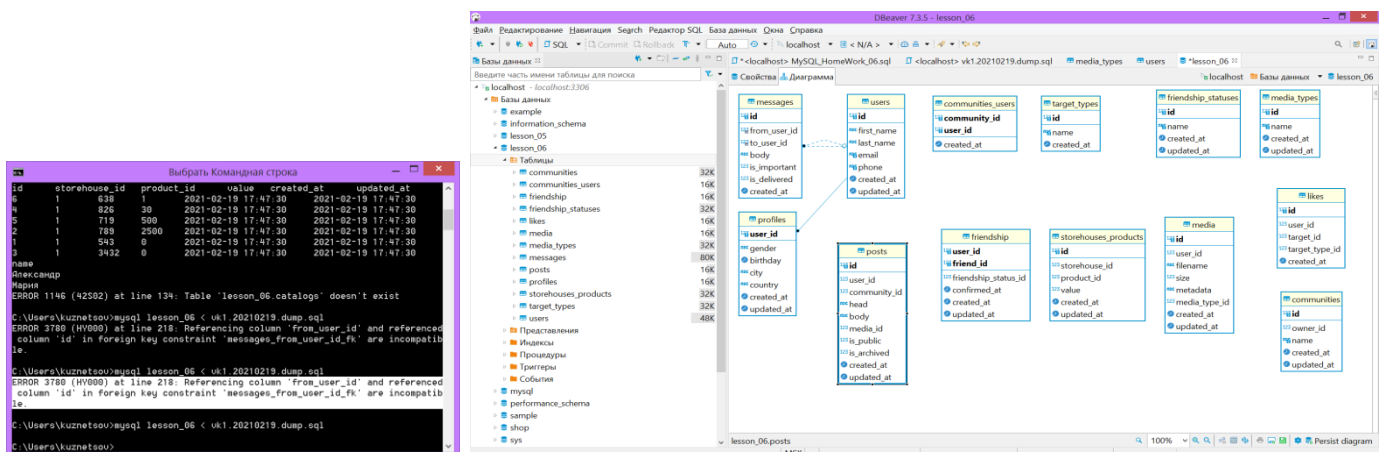 Выбрать Командная строка
id storehouse_id product_id value created_at updated_at
6 1 638 1 2021-02-19 17:47:30 2021-02-19 17:47:30
4 1 826 30 2021-02-19 17:47:30 2021-02-19 17:47:30
5 1 719 500 2021-02-19 17:47:30 2021-02-19 17:47:30
2 1 789 2500 2021-02-19 17:47:30 2021-02-19 17:47:30
1 1 543 0 2021-02-19 17:47:30 2021-02-19 17:47:30
3 1 3432 0 2021-02-19 17:47:30 2021-02-19 17:47:30
name
Александр
Мария
ERROR 1146 (42S02) at line 134: Table 'lesson_06.catalogs' doesn't exist
C:\Users\kuznetsov>mysql lesson_06 < vk1.20210219.dump.sql
ERROR 3780 (HY000) at line 218: Referencing column 'from_user_id' and referenced
column 'id' in foreign key constraint 'messages_from_user_id_fk' are incompatib
le.
C:\Users\kuznetsov>mysql lesson_06 < vk1.20210219.dump.sql
ERROR 3780 (HY000) at line 218: Referencing column 'from_user_id' and referenced
column 'id' in foreign key constraint 'messages_from_user_id_fk' are incompatib
le.
C:\Users\kuznetsov>mysql lesson_06 < vk1.20210219.dump.sql
C:\Users\kuznetsov>
DBeaver 7.3.5 - lesson_06
Файл Редактирование Навигация Search Редактор SQL База данных Окна Справка
SQL Commit Rollback Auto localhost < N/A >
Базы данных
Введите часть имени таблицы для поиска
localhost - localhost:3306
Базы данных
example
information_schema
lesson_05
lesson_06
Таблицы
communities 32K
communities_users 16K
friendship 16K
friendship_statuses 32K
likes 16K
media 16K
media_types 32K
messages 80K
posts 16K
profiles 16K
storehouses_products 32K
target_types 32K
users 48K
Представления
Индексы
Процедуры
Триггеры
События
mysql
performance_schema
sample
shop
sys
*<localhost> MySQL_HomeWork_06.sql <localhost> vk1.20210219.dump.sql media_types users *lesson_06
Свойства Диаграмма
localhost Базы данных lesson_06
messages
id
from_user_id
to_user_id
body
is_important
is_delivered
created_at
users
id
first_name
last_name
email
phone
created_at
updated_at
communities_users
community_id
user_id
created_at
target_types
id
name
created_at
friendship_statuses
id
name
created_at
updated_at
media_types
id
name
created_at
updated_at
profiles
user_id
gender
birthday
city
country
created_at
updated_at
posts
id
user_id
community_id
head
body
media_id
is_public
is_archived
created_at
updated_at
friendship
user_id
friend_id
friendship_status_id
confirmed_at
created_at
updated_at
storehouses_products
id
storehouse_id
product_id
value
created_at
updated_at
media
id
user_id
filename
size
metadata
media_type_id
created_at
updated_at
likes
id
user_id
target_id
target_type_id
created_at
communities
id
owner_id
name
created_at
updated_at
lesson_06.posts
100%
Persist diagram